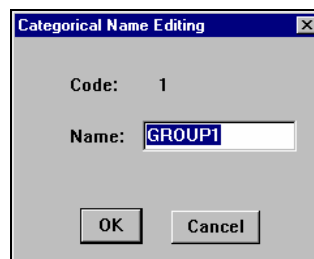 Categorical Name Editing
Code: 1
Name: GROUP1
OK Cancel